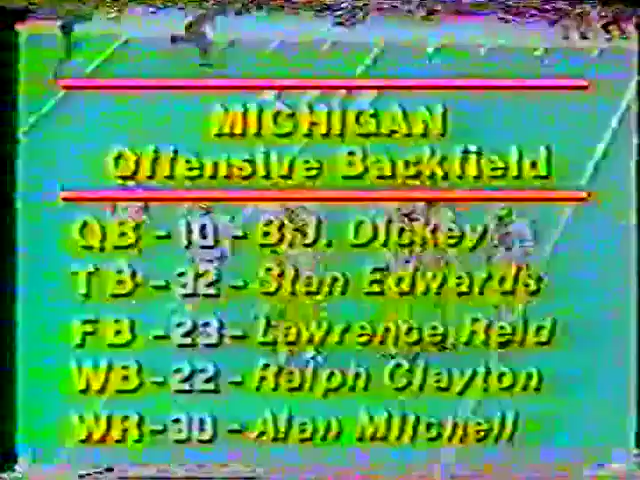 MICHIGAN
Offensive Backfield
QB - 10 - B.J. Dickey
TB - 32 - Stan Edwards
FB - 23 - Lawrence Reid
WB - 22 - Ralph Clayton
WR - 30 - Alan Mitchell